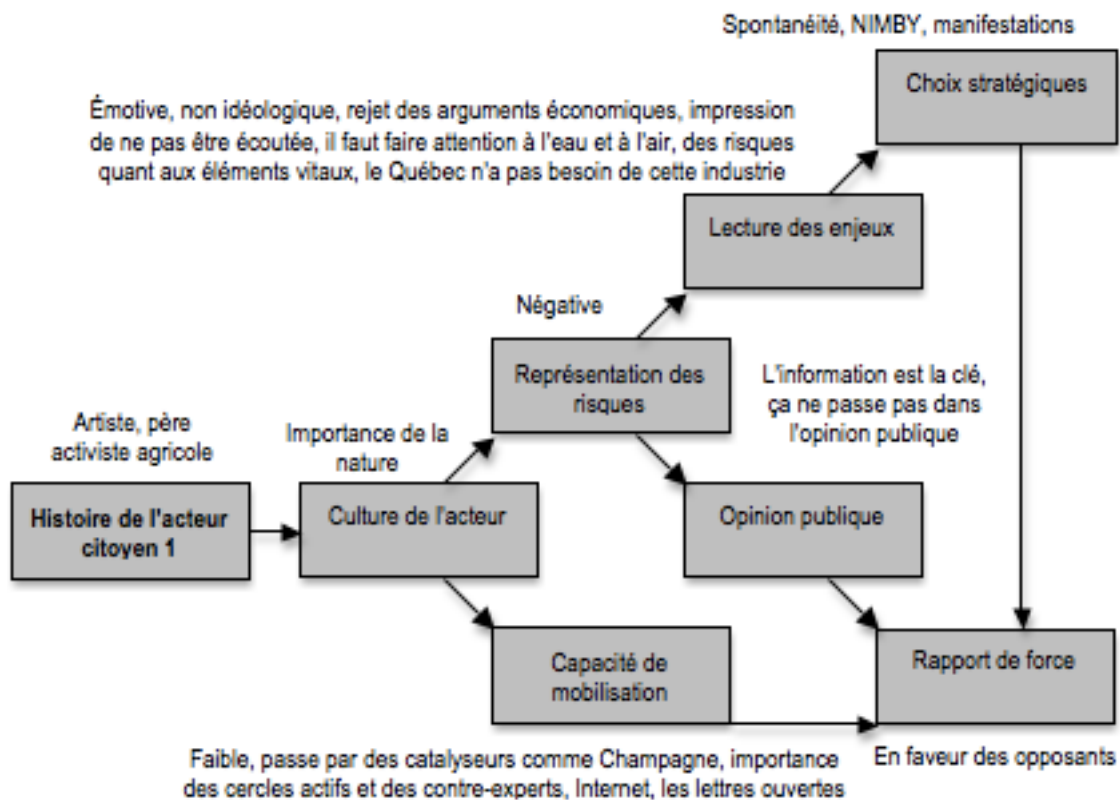 Spontanéité, NIMBY, manifestations
Choix stratégiques
Émotive, non idéologique, rejet des arguments économiques, impression
de ne pas être écoutée, il faut faire attention à l'eau et à l'air, des risques
quant aux éléments vitaux, le Québec n'a pas besoin de cette industrie
Lecture des enjeux
Négative
Représentation des
risques
L'information est la clé,
ça ne passe pas dans
l'opinion publique
Artiste, père
activiste agricole
Importance de la
nature
Histoire de l'acteur
citoyen 1
Culture de l'acteur
Opinion publique
Capacité de
mobilisation
Rapport de force
Faible, passe par des catalyseurs comme Champagne, importance
des cercles actifs et des contre-experts, Internet, les lettres ouvertes
En faveur des opposants